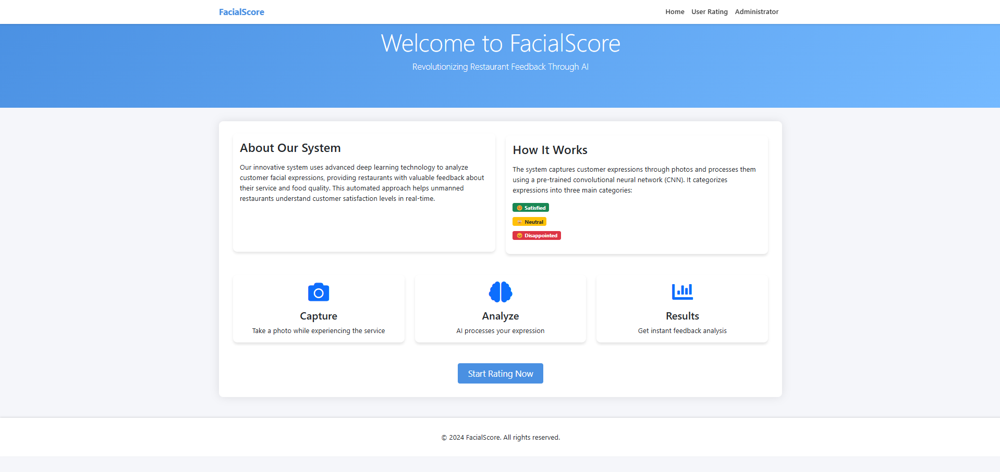 FacialScore
Home
User Rating
Administrator
Welcome to FacialScore
Revolutionizing Restaurant Feedback Through AI
About Our System
Our innovative system uses advanced deep learning technology to analyze
customer facial expressions, providing restaurants with valuable feedback about
their service and food quality. This automated approach helps unmanned
restaurants understand customer satisfaction levels in real-time.
How It Works
The system captures customer expressions through photos and processes them
using a pre-trained convolutional neural network (CNN). It categorizes
expressions into three main categories:
😊 Satisfied
😐 Neutral
😞 Disappointed
Capture
Take a photo while experiencing the service
Analyze
AI processes your expression
Results
Get instant feedback analysis
Start Rating Now
© 2024 FacialScore. All rights reserved.